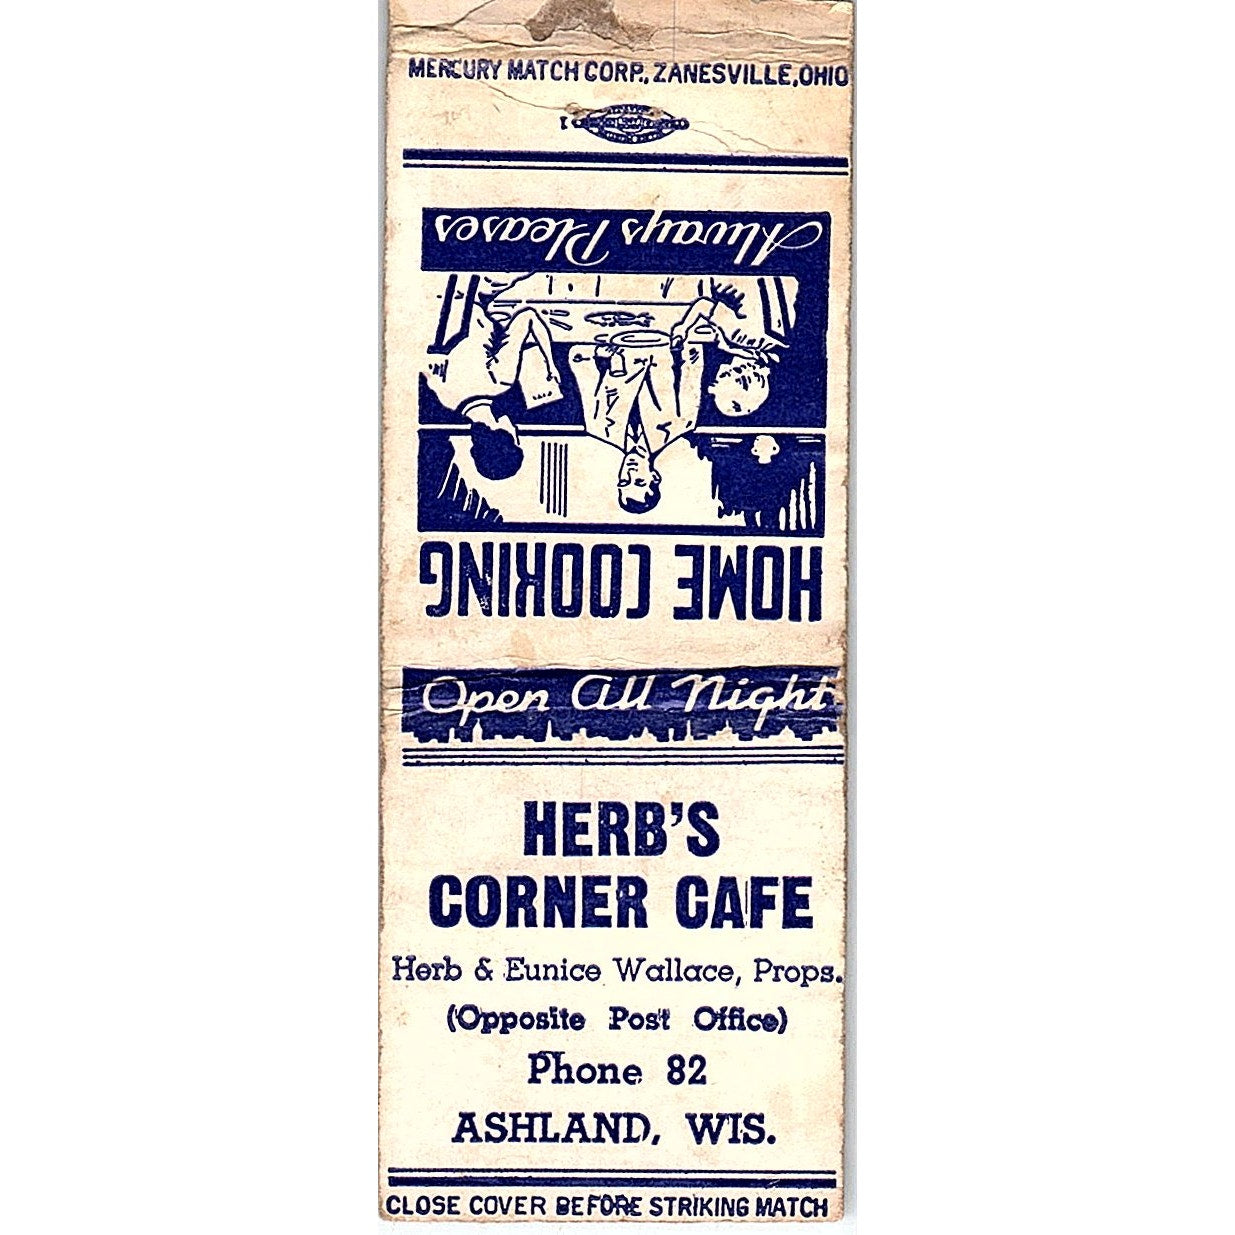 MERCURY MATCH CORP., ZANESVILLE, OHIO
HOME COOKING
Always Pleases
Open All Night
HERB'S
CORNER CAFE
Herb & Eunice Wallace, Props.
(Opposite Post Office)
Phone 82
ASHLAND, WIS.
CLOSE COVER BEFORE STRIKING MATCH